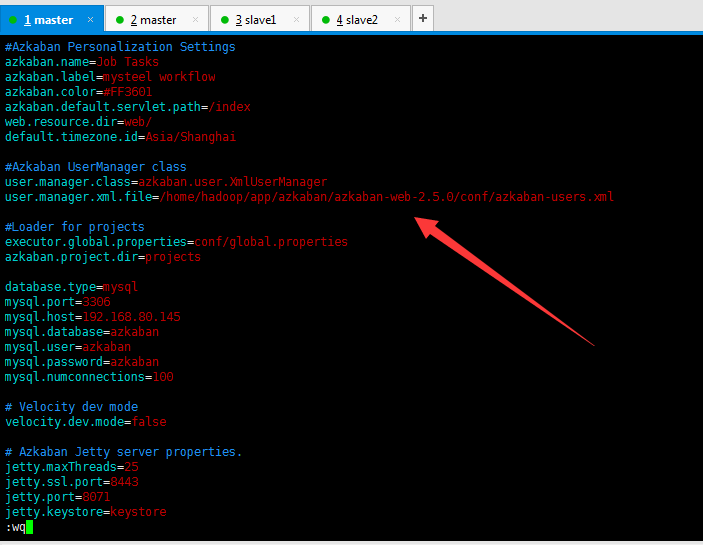 1 master × 2 master × 3 slave1 × 4 slave2 × +
#Azkaban Personalization Settings
azkaban.name=Job Tasks
azkaban.label=mysteel workflow
azkaban.color=#FF3601
azkaban.default.servlet.path=/index
web.resource.dir=web/
default.timezone.id=Asia/Shanghai
#Azkaban UserManager class
user.manager.class=azkaban.user.XmlUserManager
user.manager.xml.file=/home/hadoop/app/azkaban/azkaban-web-2.5.0/conf/azkaban-users.xml
#Loader for projects
executor.global.properties=conf/global.properties
azkaban.project.dir=projects
database.type=mysql
mysql.port=3306
mysql.host=192.168.80.145
mysql.database=azkaban
mysql.user=azkaban
mysql.password=azkaban
mysql.numconnections=100
# Velocity dev mode
velocity.dev.mode=false
# Azkaban Jetty server properties.
jetty.maxThreads=25
jetty.ssl.port=8443
jetty.port=8071
jetty.keystore=keystore
:wq